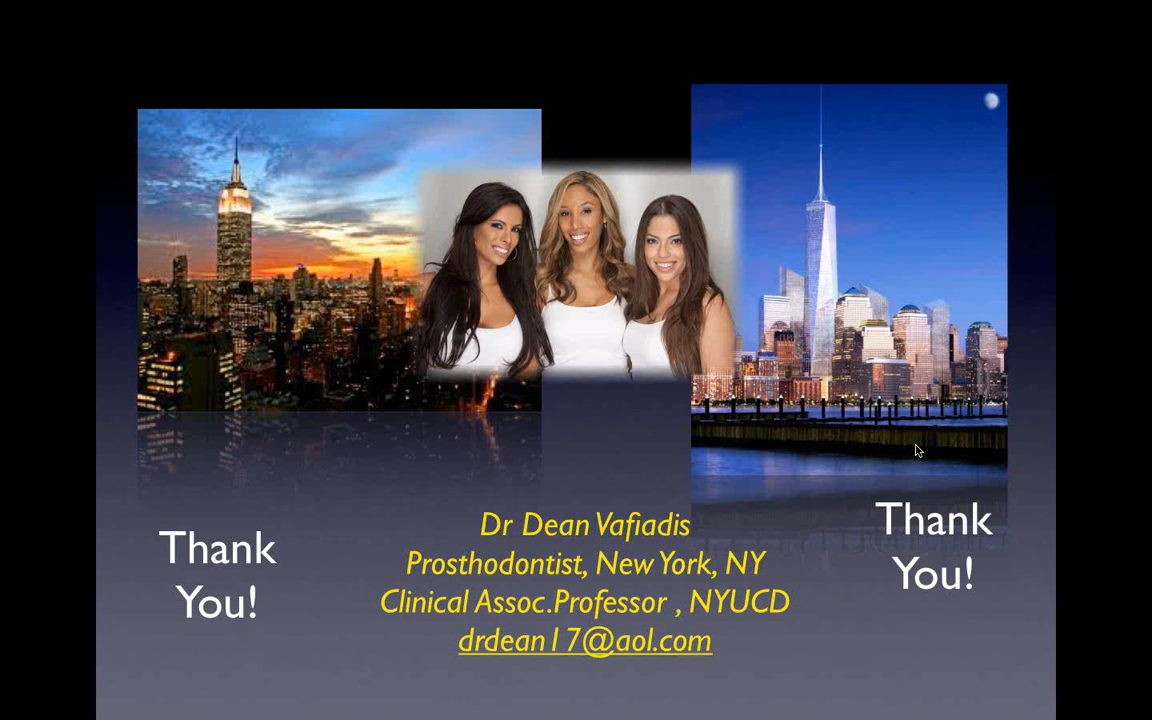 Thank
You!
Dr Dean Vafiadis
Prosthodontist, New York, NY
Clinical Assoc.Professor , NYUCD
drdean17@aol.com
Thank
You!